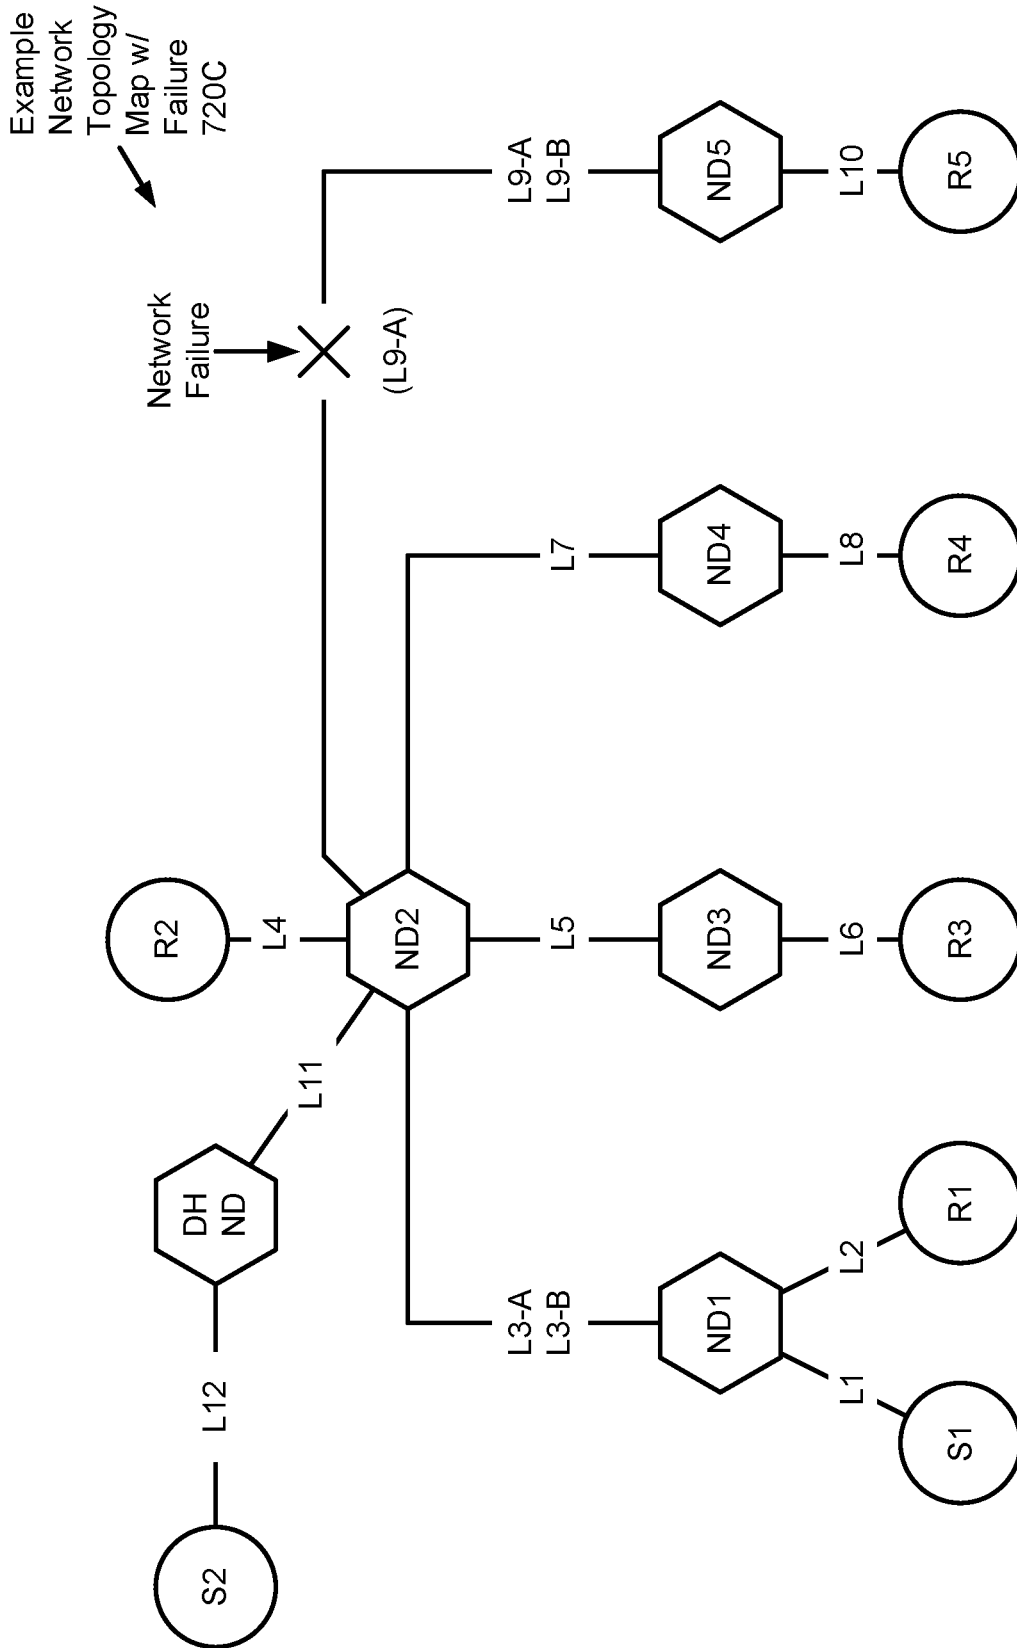 Example
Network
Topology
Map w/
Failure
720C
Network
Failure
(L9-A)
S2
L12
DH
ND
L11
R2
L4
ND2
L3-A
L3-B
L5
L7
L9-A
L9-B
ND1
ND3
ND4
ND5
L1
L2
L6
L8
L10
S1
R1
R3
R4
R5